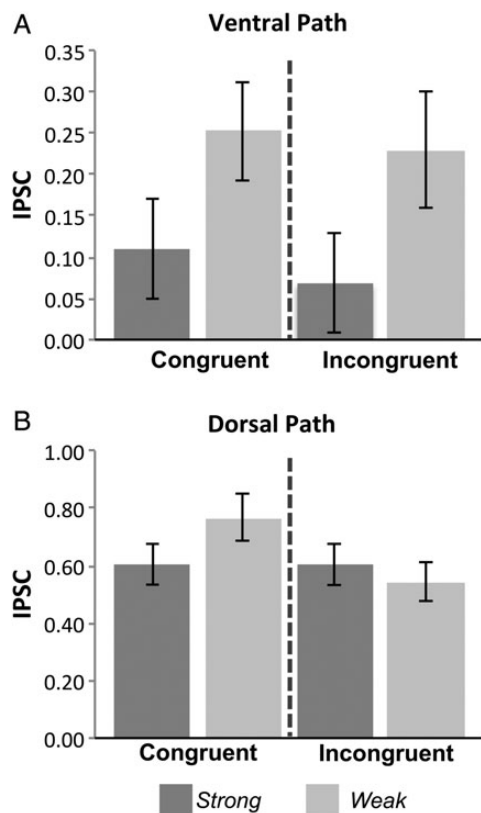 A
Ventral Path
IPSC
0.35
0.30
0.25
0.20
0.15
0.10
0.05
0.00
Congruent
Incongruent
B
Dorsal Path
IPSC
1.00
0.80
0.60
0.40
0.20
0.00
Congruent
Incongruent
Strong
Weak